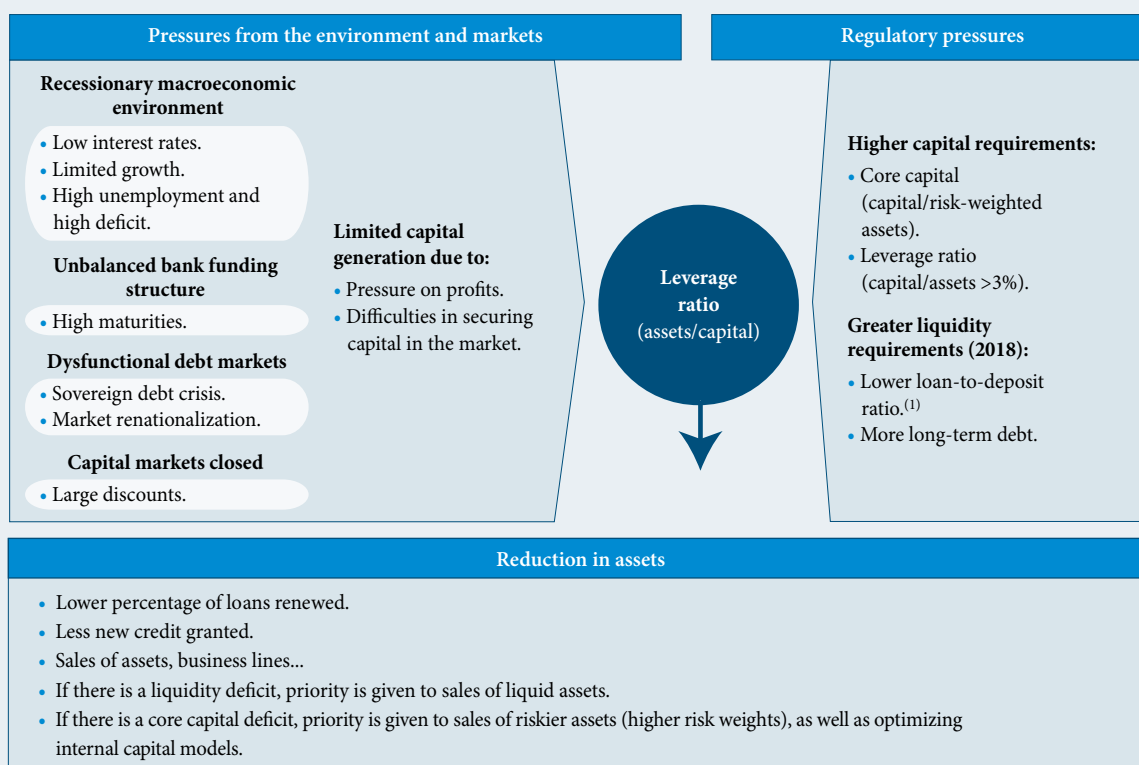 Pressures from the environment and markets
Recessionary macroeconomic
environment
• Low interest rates.
• Limited growth.
• High unemployment and
high deficit.
Unbalanced bank funding
structure
• High maturities.
Dysfunctional debt markets
• Sovereign debt crisis.
• Market renationalization.
Capital markets closed
• Large discounts.
Limited capital
generation due to:
• Pressure on profits.
• Difficulties in securing
capital in the market.
Leverage
ratio
(assets/capital)
Regulatory pressures
Higher capital requirements:
• Core capital
(capital/risk-weighted
assets).
• Leverage ratio
(capital/assets >3%).
Greater liquidity
requirements (2018):
• Lower loan-to-deposit
ratio.(1)
• More long-term debt.
Reduction in assets
• Lower percentage of loans renewed.
• Less new credit granted.
• Sales of assets, business lines...
• If there is a liquidity deficit, priority is given to sales of liquid assets.
• If there is a core capital deficit, priority is given to sales of riskier assets (higher risk weights), as well as optimizing
internal capital models.